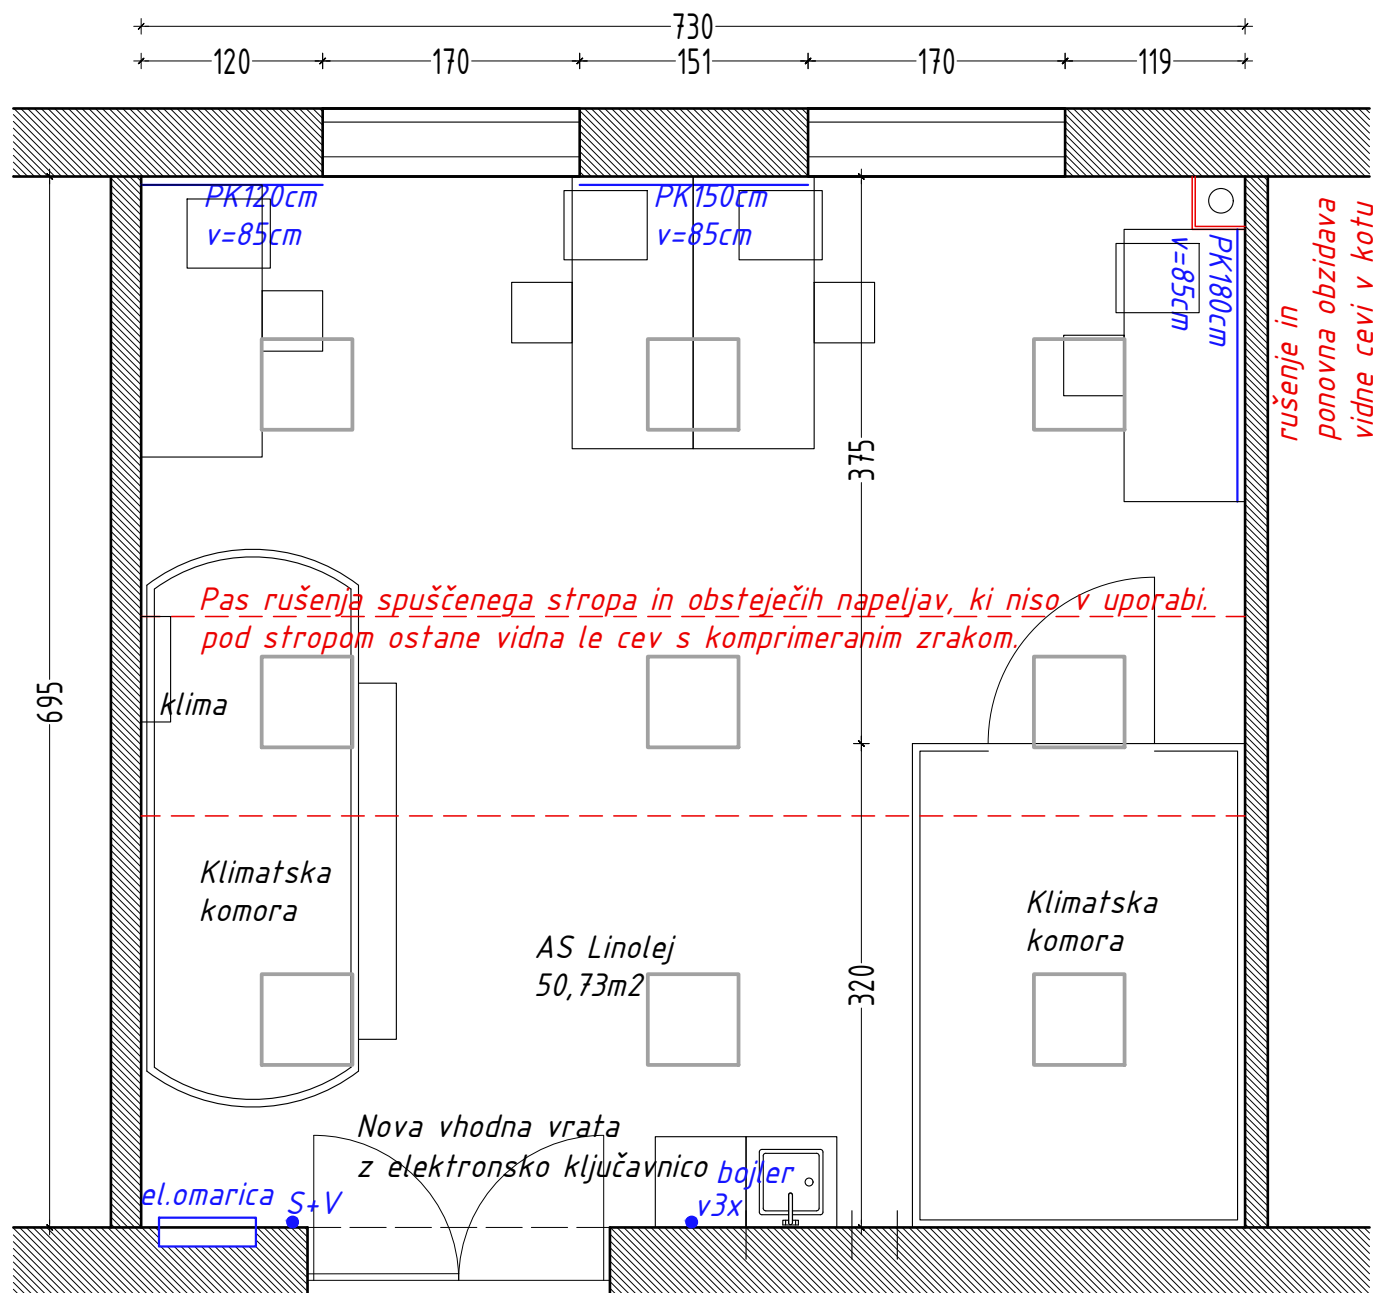 730
120
170
151
170
119
PK120cm
v=85cm
PK150cm
v=85cm
PK180cm
v=85cm
rušenje in
ponovna obzidava
vidne cevi v kotu
375
Pas rušenja spuščenega stropa in obsteječih napeljav, ki niso v uporabi.
pod stropom ostane vidna le cev s komprimeranim zrakom.
695
klima
Klimatska
komora
Klimatska
komora
AS Linolej
50,73m2
320
Nova vhodna vrata
z elektronsko ključavnico
bojler
v3x
el.omarica
S+V